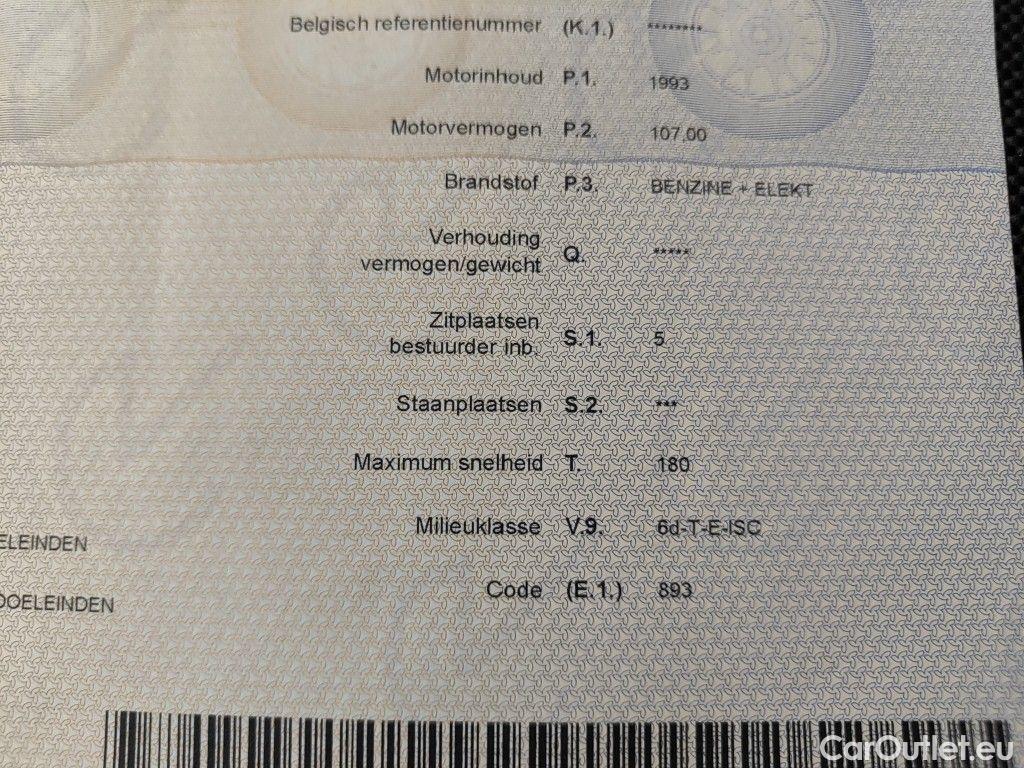 Belgisch referentienummer (K.1.) ********
Motorinhoud P.1. 1993
Motorvermogen P.2. 107,00
Brandstof P.3. BENZINE + ELEKT
Verhouding
vermogen/gewicht Q. *****
Zitplaatsen
bestuurder inb. S.1. 5
Staanplaatsen S.2. ***
Maximum snelheid T. 180
Milieuklasse V.9. 6d-T-E-ISC
ELEINDEN
Code (E.1.) 893
DOELEINDEN
CarOutlet.eu